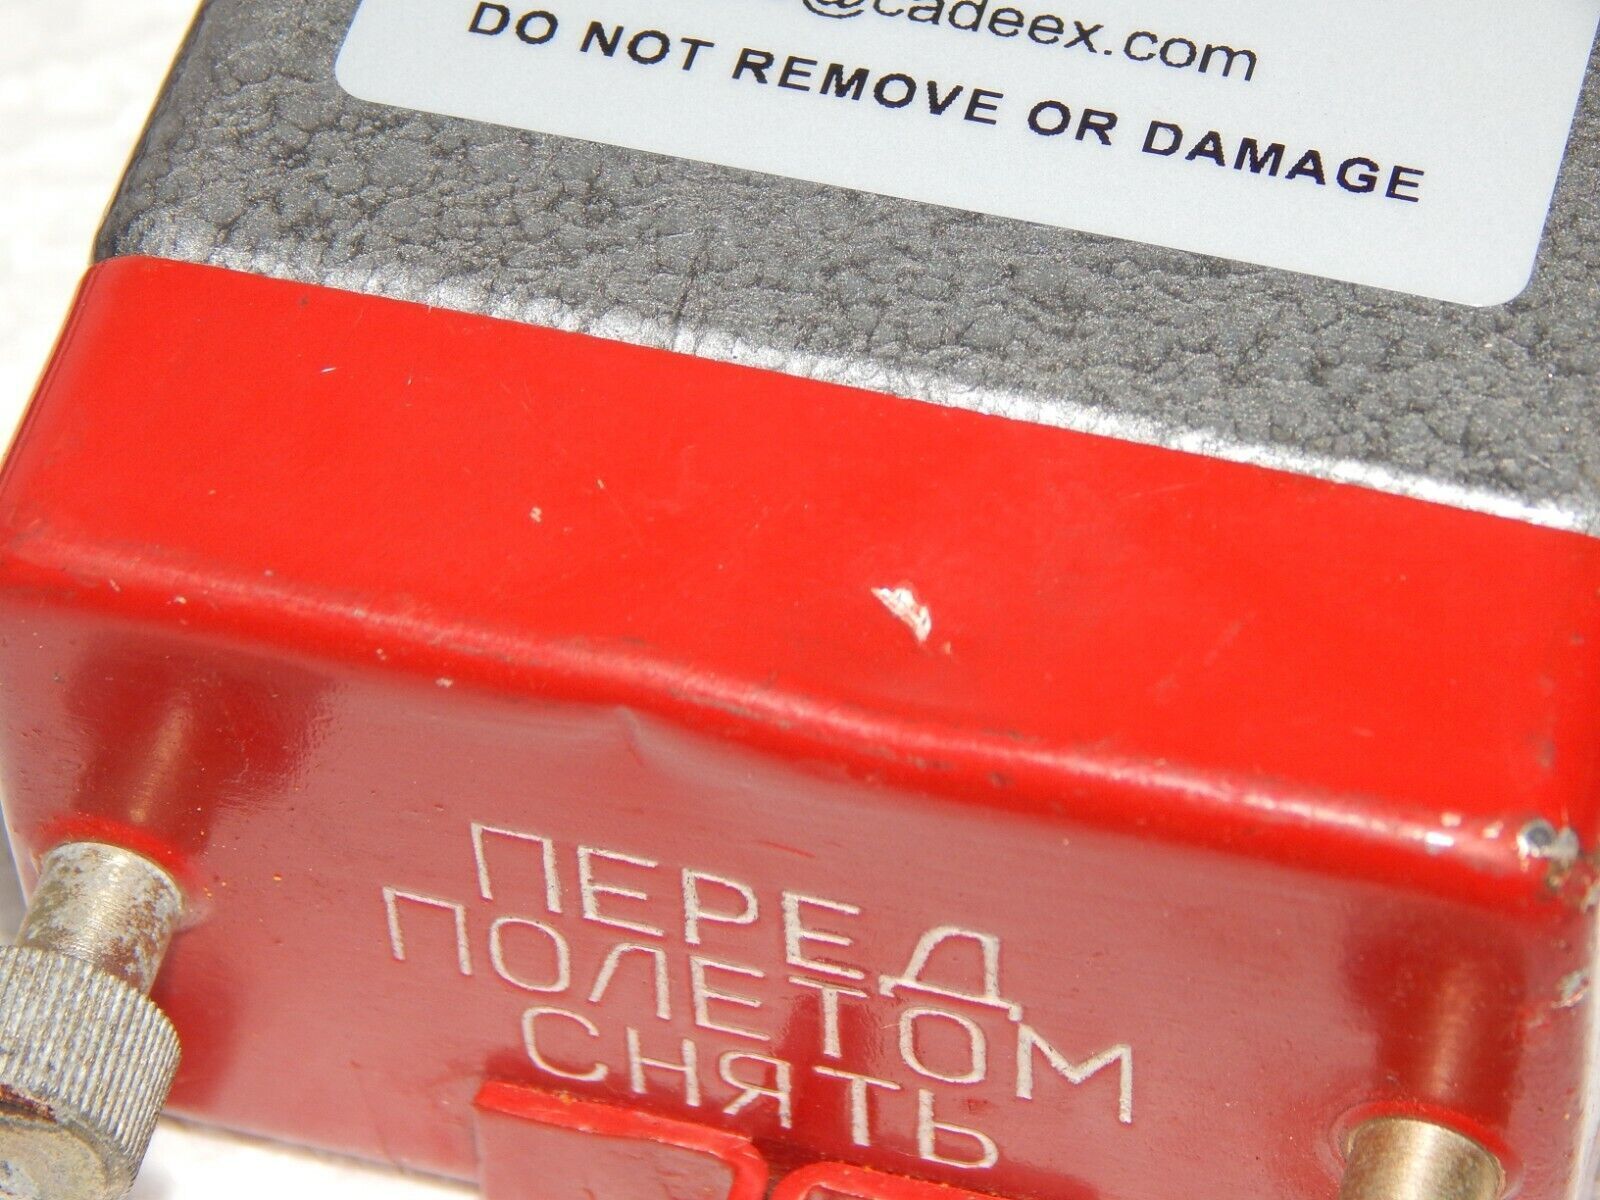 @cadeex.com
DO NOT REMOVE OR DAMAGE
ПЕРЕД
ПОЛЕТОМ
СНЯТЬ